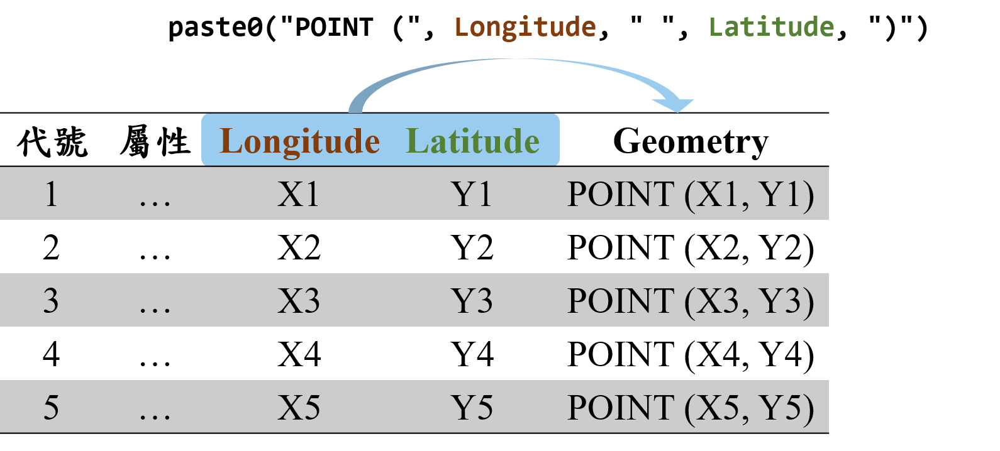 paste0("POINT (", Longitude, " ", Latitude, ")")
代號 屬性 Longitude Latitude Geometry
1 … X1 Y1 POINT (X1, Y1)
2 … X2 Y2 POINT (X2, Y2)
3 … X3 Y3 POINT (X3, Y3)
4 … X4 Y4 POINT (X4, Y4)
5 … X5 Y5 POINT (X5, Y5)